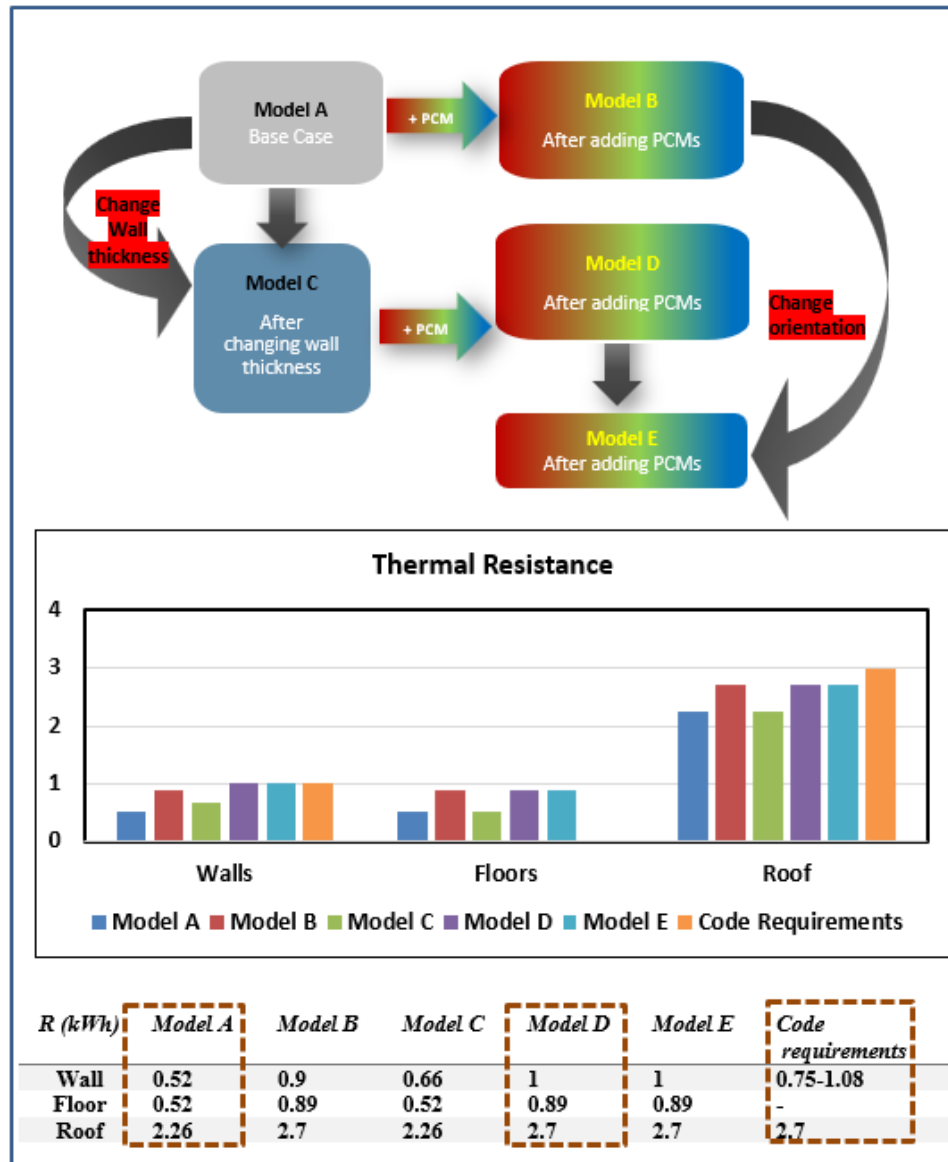 Model A
Base Case
+ PCM
Model B
After adding PCMs
Change
Wall
thickness
Model C
After
changing wall
thickness
+ PCM
Model D
After adding PCMs
Change
orientation
Model E
After adding PCMs
Thermal Resistance
4
3
2
1
0
Walls Floors Roof
Model A Model B Model C Model D Model E Code Requirements
R (kWh) Model A Model B Model C Model D Model E Code
requirements
Wall 0.52 0.9 0.66 1 1 0.75-1.08
Floor 0.52 0.89 0.52 0.89 0.89 -
Roof 2.26 2.7 2.26 2.7 2.7 2.7